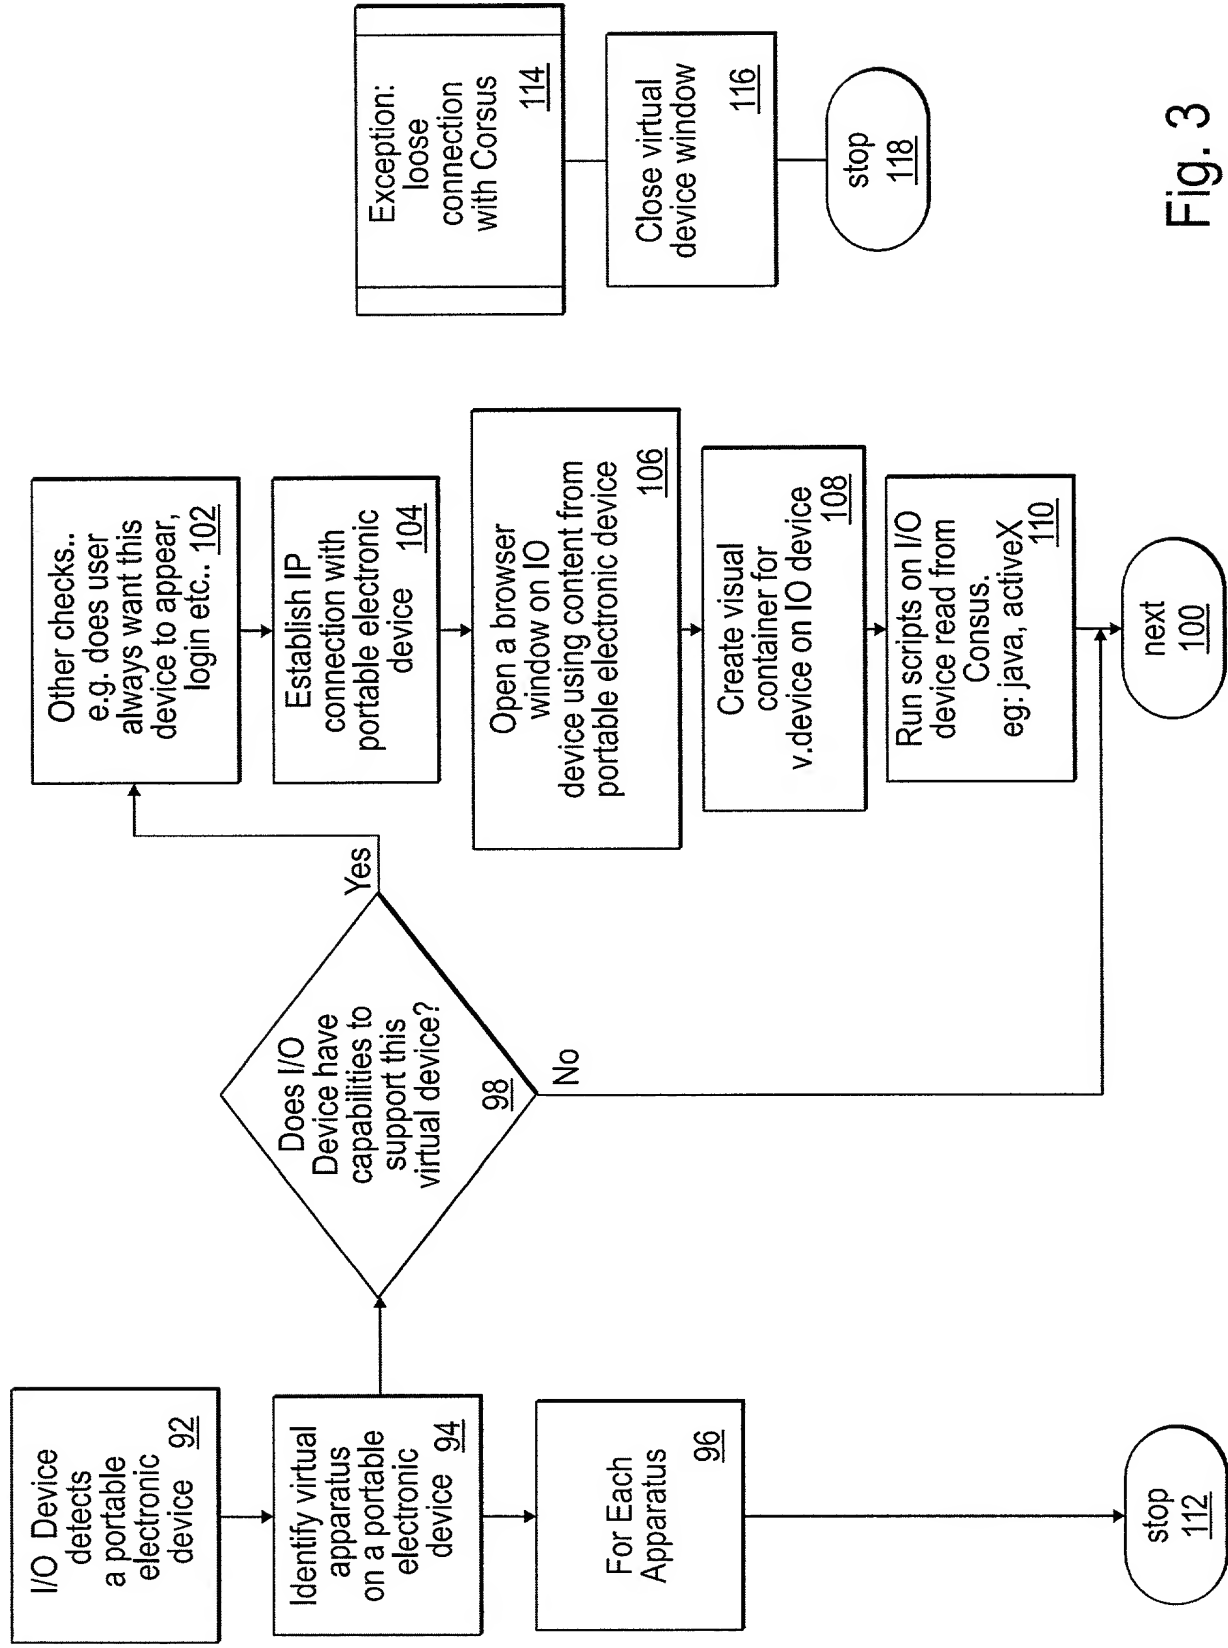 I/O Device
detects
a portable
electronic
device 92
Identify virtual
apparatus
on a portable
electronic
device 94
For Each
Apparatus
96
stop
112
Does I/O
Device have
capabilities to
support this
virtual device?
98
Yes
No
Other checks..
e.g. does user
always want this
device to appear,
login etc.. 102
Establish IP
connection with
portable electronic
device 104
Open a browser
window on IO
device using content from
portable electronic device
106
Create visual
container for
v.device on IO device
108
Run scripts on I/O
device read from
Consus.
eg: java, activeX
110
next
100
Exception:
loose
connection
with Corsus
114
Close virtual
device window
116
stop
118
Fig. 3